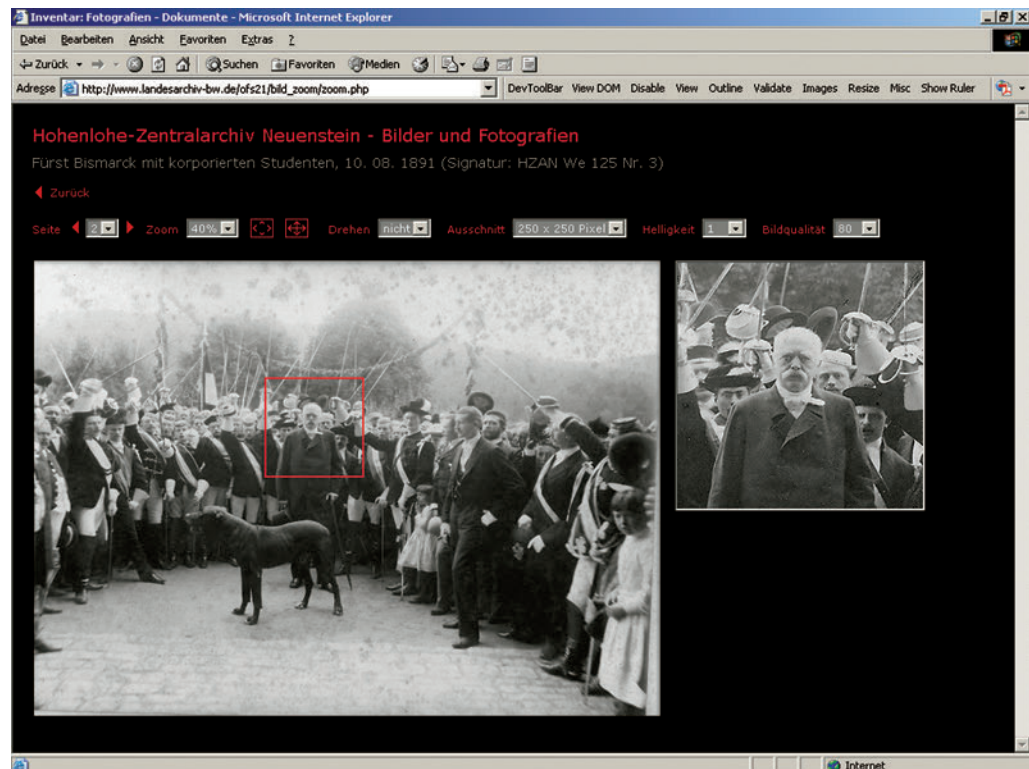 Inventar: Fotografien - Dokumente - Microsoft Internet Explorer
Datei Bearbeiten Ansicht Favoriten Extras ?
Zurück Suchen Favoriten Medien
Adresse http://www.landesarchiv-bw.de/ofs21/bild_zoom/zoom.php DevToolBar View DOM Disable View Outline Validate Images Resize Misc Show Ruler
Hohenlohe-Zentralarchiv Neuenstein - Bilder und Fotografien
Fürst Bismarck mit korporierten Studenten, 10. 08. 1891 (Signatur: HZAN We 125 Nr. 3)
Zurück
Seite 2 Zoom 40% Drehen nicht Ausschnitt 250 x 250 Pixel Helligkeit 1 Bildqualität 80
Internet